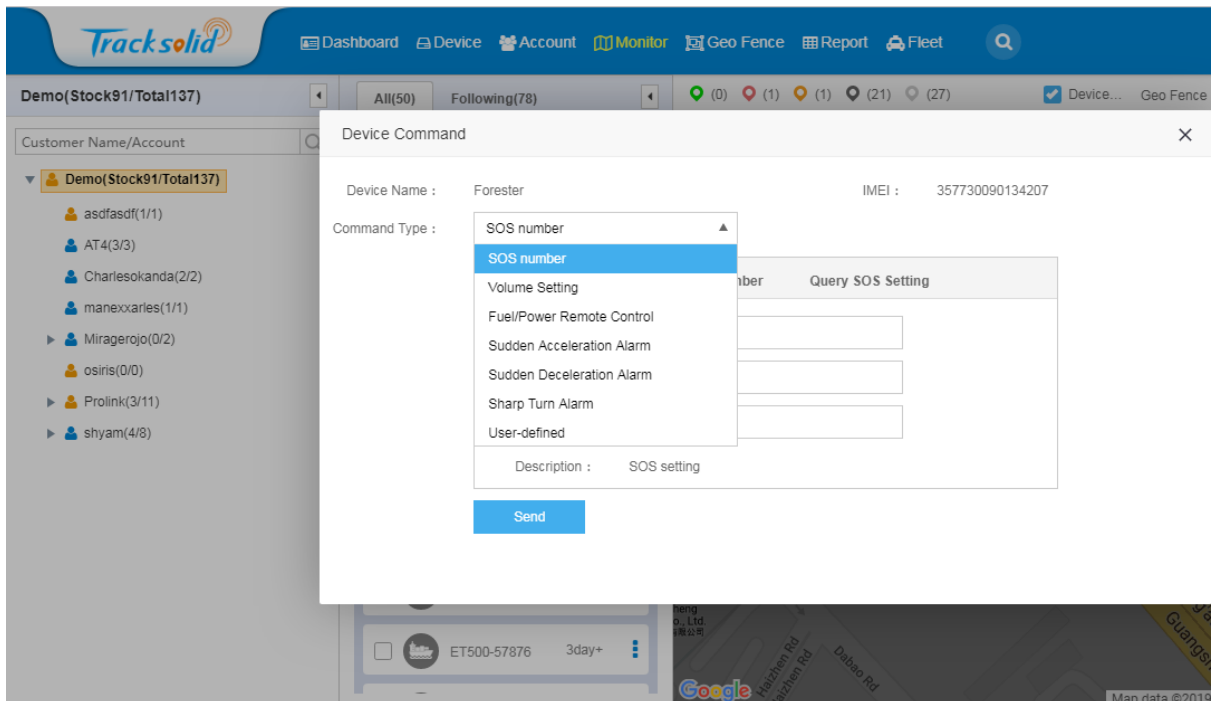 Tracksolid
Dashboard Device Account Monitor Geo Fence Report Fleet
Demo(Stock91/Total137)
All(50) Following(78)
(0) (1) (1) (21) (27)
Device... Geo Fence
Customer Name/Account
Demo(Stock91/Total137)
asdfasdf(1/1)
AT4(3/3)
Charlesokanda(2/2)
manexxarles(1/1)
Miragerojo(0/2)
osiris(0/0)
Prolink(3/11)
shyam(4/8)
Device Command
Device Name : Forester IMEI : 357730090134207
Command Type : SOS number
SOS number
Volume Setting
Fuel/Power Remote Control
Sudden Acceleration Alarm
Sudden Deceleration Alarm
Sharp Turn Alarm
User-defined
Query SOS Setting
Description : SOS setting
Send
ET500-57876 3day+
o., Ltd.
Haizhen Rd
Dabao Rd
Google
Map data ©2019